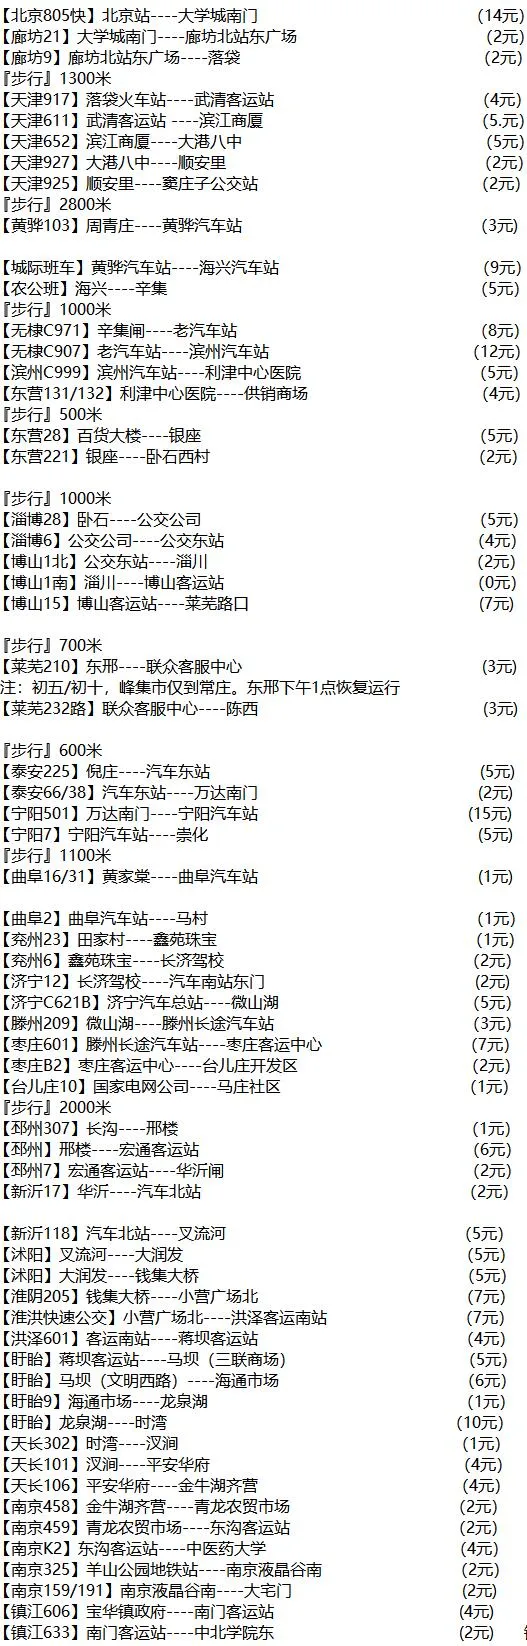 【北京805快】北京站----大学城南门 (14元)
【廊坊21】大学城南门----廊坊北站东广场 (2元)
【廊坊9】廊坊北站东广场----落袋 (2元)
『步行』1300米
【天津917】落袋火车站----武清客运站 (4元)
【天津611】武清客运站 ----滨江商厦 (5.元)
【天津652】滨江商厦----大港八中 (5元)
【天津927】大港八中----顺安里 (2元)
【天津925】顺安里----窦庄子公交站 (2元)
『步行』2800米
【黄骅103】周青庄----黄骅汽车站 (3元)
【城际班车】黄骅汽车站----海兴汽车站 (9元)
【农公班】海兴----辛集 (5元)
『步行』1000米
【无棣C971】辛集闸----老汽车站 (8元)
【无棣C907】老汽车站----滨州汽车站 (12元)
【滨州C999】滨州汽车站----利津中心医院 (5元)
【东营131/132】利津中心医院----供销商场 (4元)
『步行』500米
【东营28】百货大楼----银座 (5元)
【东营221】银座----卧石西村 (2元)
『步行』1000米
【淄博28】卧石----公交公司 (5元)
【淄博6】公交公司----公交东站 (4元)
【博山1北】公交东站----淄川 (2元)
【博山1南】淄川----博山客运站 (0元)
【博山15】博山客运站----莱芜路口 (7元)
『步行』700米
【莱芜210】东邢----联众客服中心 (3元)
注：初五/初十，峰集市仅到常庄。东邢下午1点恢复运行
【莱芜232路】联众客服中心----陈西 (3元)
『步行』600米
【泰安225】倪庄----汽车东站 (5元)
【泰安66/38】汽车东站----万达南门 (2元)
【宁阳501】万达南门----宁阳汽车站 (15元)
【宁阳7】宁阳汽车站----崇化 (5元)
『步行』1100米
【曲阜16/31】黄家棠----曲阜汽车站 (1元)
【曲阜2】曲阜汽车站----马村 (1元)
【兖州23】田家村----鑫苑珠宝 (1元)
【兖州6】鑫苑珠宝----长济驾校 (2元)
【济宁12】长济驾校----汽车南站东门 (2元)
【济宁C621B】济宁汽车总站----微山湖 (5元)
【滕州209】微山湖----滕州长途汽车站 (3元)
【枣庄601】滕州长途汽车站----枣庄客运中心 (7元)
【枣庄B2】枣庄客运中心----台儿庄开发区 (2元)
【台儿庄10】国家电网公司----马庄社区 (1元)
『步行』2000米
【邳州307】长沟----邢楼 (1元)
【邳州】邢楼----宏通客运站 (6元)
【邳州7】宏通客运站----华沂闸 (2元)
【新沂17】华沂----汽车北站 (2元)
【新沂118】汽车北站----叉流河 (5元)
【沭阳】叉流河----大润发 (5元)
【沭阳】大润发----钱集大桥 (5元)
【淮阴205】钱集大桥----小营广场北 (7元)
【淮洪快速公交】小营广场北----洪泽客运南站 (7元)
【洪泽601】客运南站----蒋坝客运站 (4元)
【盱眙】蒋坝客运站----马坝（三联商场） (5元)
【盱眙】马坝（文明西路）----海通市场 (6元)
【盱眙9】海通市场----龙泉湖 (1元)
【盱眙】龙泉湖----时湾 (10元)
【天长302】时湾----汊涧 (1元)
【天长101】汊涧----平安华府 (4元)
【天长106】平安华府----金牛湖齐营 (4元)
【南京458】金牛湖齐营----青龙农贸市场 (2元)
【南京459】青龙农贸市场----东沟客运站 (2元)
【南京K2】东沟客运站----中医药大学 (4元)
【南京325】羊山公园地铁站----南京液晶谷南 (2元)
【南京159/191】南京液晶谷南----大宅门 (2元)
【镇江606】宝华镇政府----南门客运站 (4元)
【镇江633】南门客运站----中北学院东 (2元)